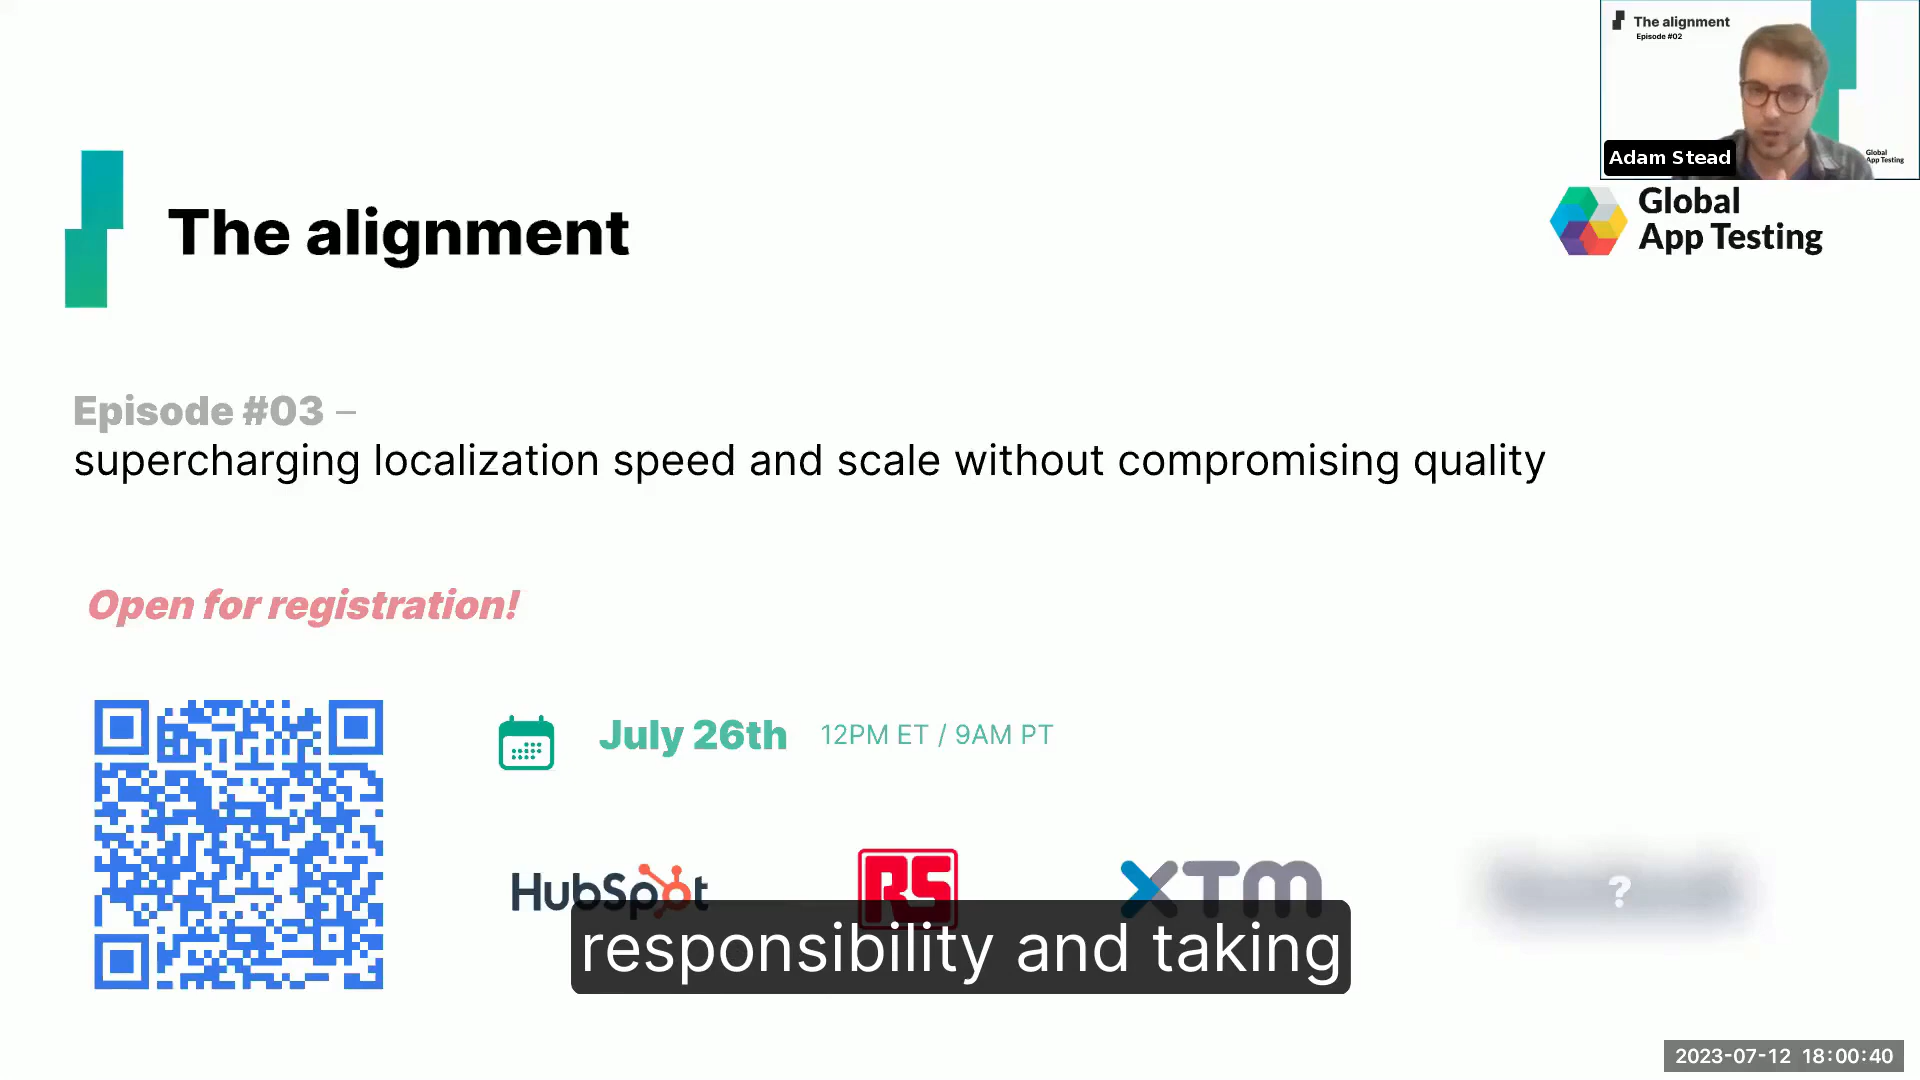 The alignment
Episode #02
Adam Stead
Global
App Testing
The alignment
Global
App Testing
Episode #03 –
supercharging localization speed and scale without compromising quality
Open for registration!
July 26th 12PM ET / 9AM PT
HubSpot RS XTM ?
responsibility and taking
2023-07-12 18:00:40